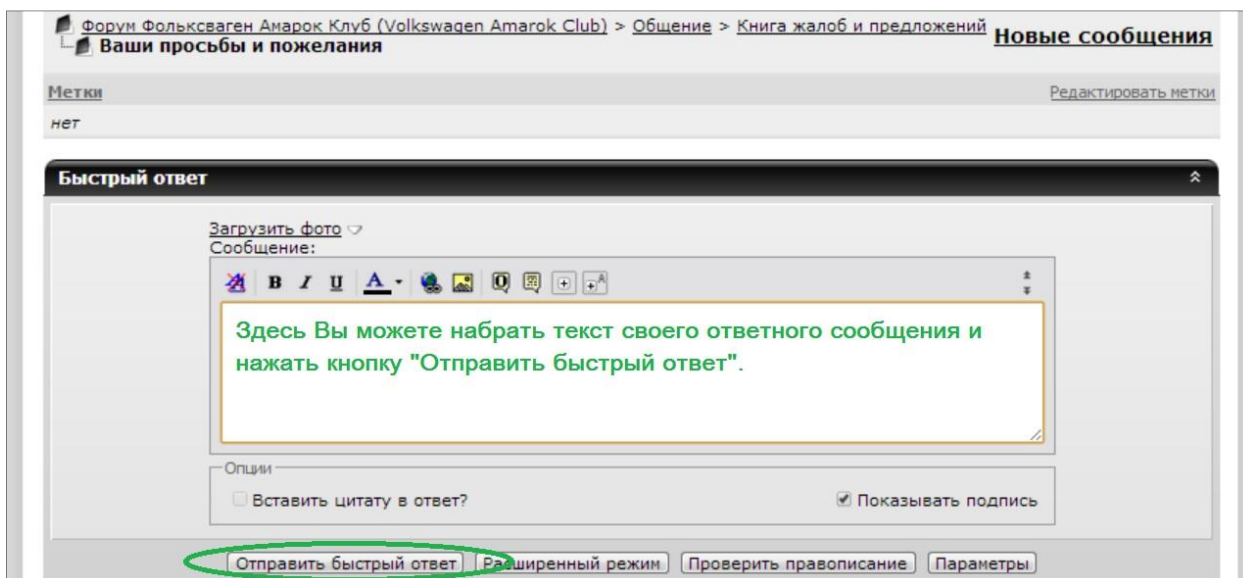 Форум Фольксваген Амарок Клуб (Volkswagen Amarok Club) > Общение > Книга жалоб и предложений
Ваши просьбы и пожелания
Новые сообщения
Метки Редактировать метки
нет
Быстрый ответ
Загрузить фото
Сообщение:
B I U A
Здесь Вы можете набрать текст своего ответного сообщения и
нажать кнопку "Отправить быстрый ответ".
Опции
Вставить цитату в ответ? Показывать подпись
Отправить быстрый ответ Расширенный режим Проверить правописание Параметры